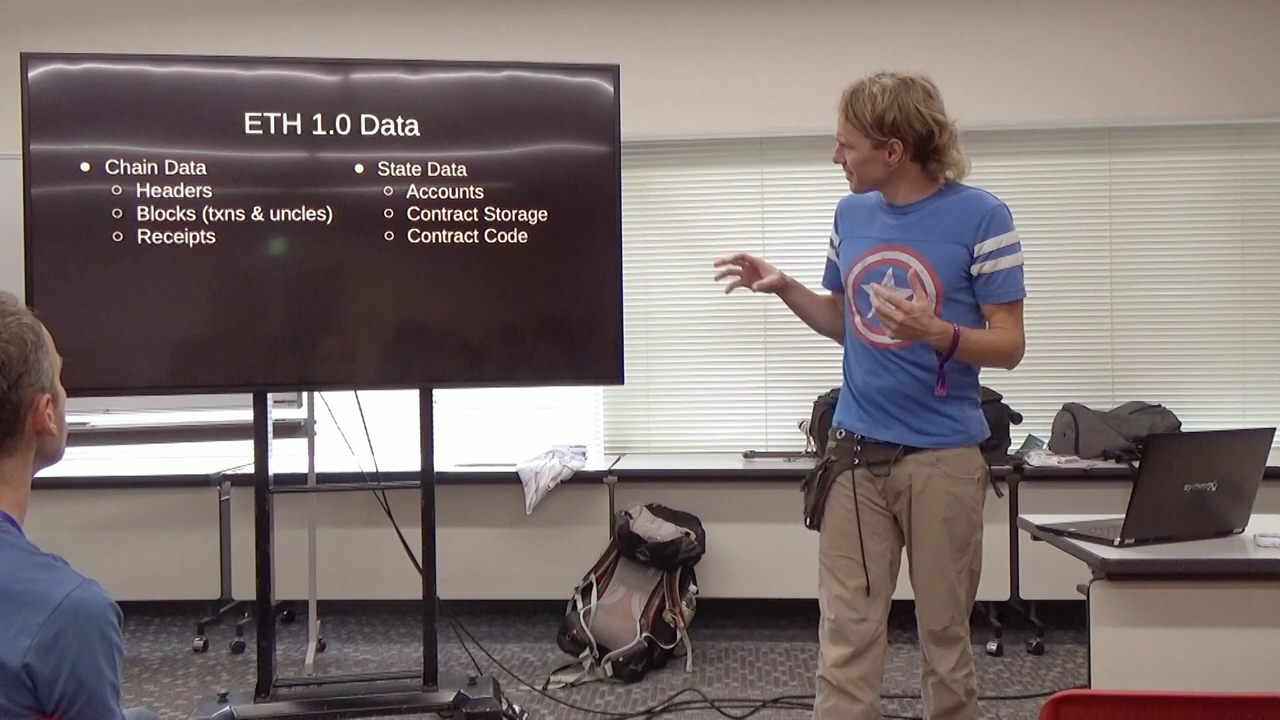 ETH 1.0 Data
● Chain Data
○ Headers
○ Blocks (txns & uncles)
○ Receipts
● State Data
○ Accounts
○ Contract Storage
○ Contract Code